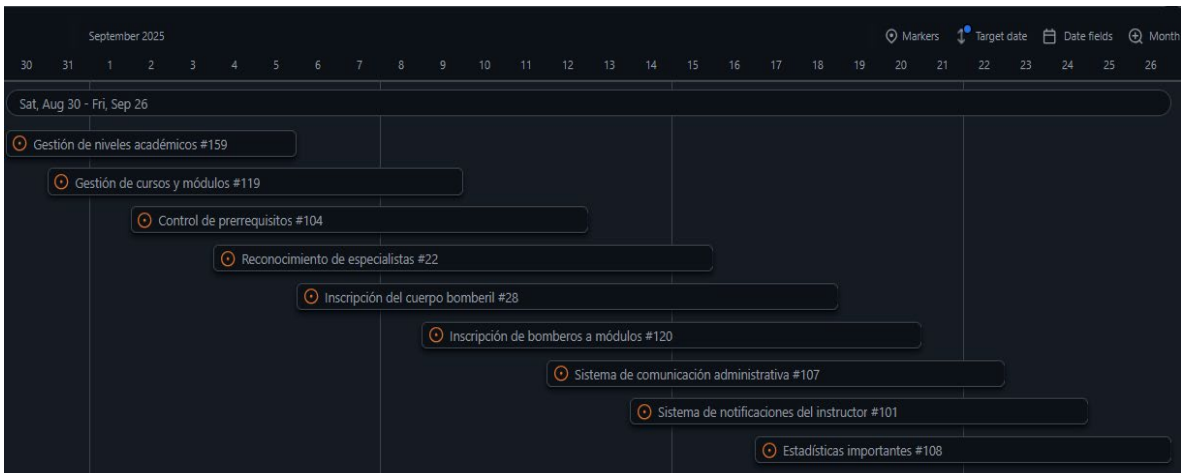 September 2025 Markers Target date Date fields Month
30 31 1 2 3 4 5 6 7 8 9 10 11 12 13 14 15 16 17 18 19 20 21 22 23 24 25 26
Sat, Aug 30 - Fri, Sep 26
Gestión de niveles académicos #159
Gestión de cursos y módulos #119
Control de prerrequisitos #104
Reconocimiento de especialistas #22
Inscripción del cuerpo bomberil #28
Inscripción de bomberos a módulos #120
Sistema de comunicación administrativa #107
Sistema de notificaciones del instructor #101
Estadísticas importantes #108